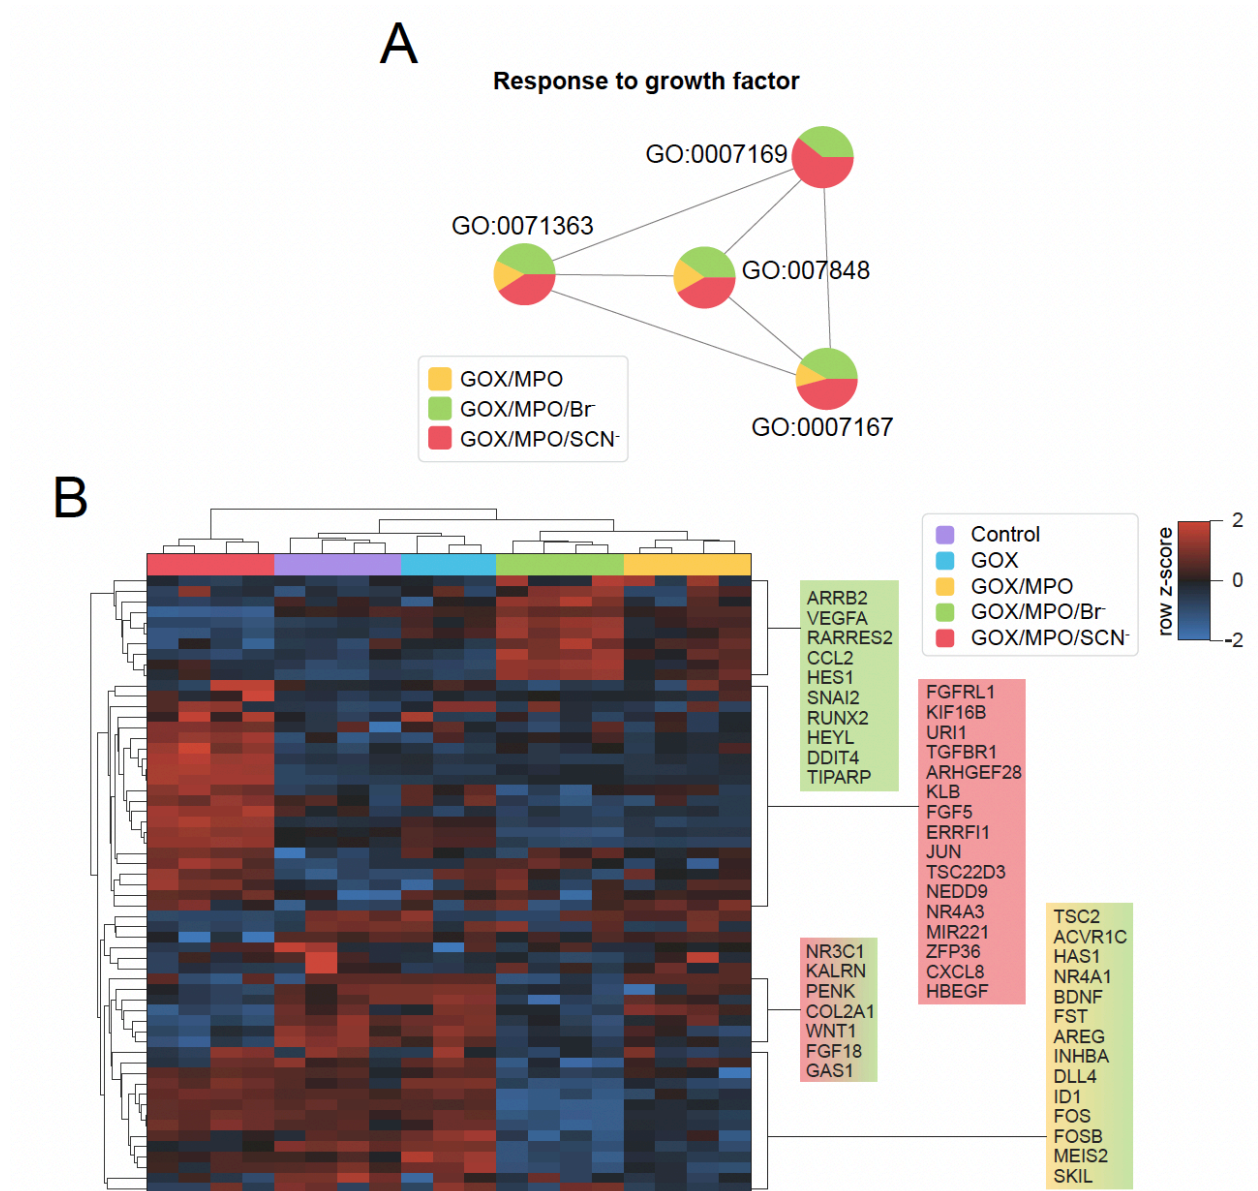 A
Response to growth factor
GO:0007169
GO:0071363
GO:007848
GO:0007167
GOX/MPO
GOX/MPO/Br⁻
GOX/MPO/SCN⁻
B
Control
GOX
GOX/MPO
GOX/MPO/Br⁻
GOX/MPO/SCN⁻
row z-score
2
0
-2
ARRB2
VEGFA
RARRES2
CCL2
HES1
SNAI2
RUNX2
HEYL
DDIT4
TIPARP
FGFRL1
KIF16B
URI1
TGFBR1
ARHGEF28
KLB
FGF5
ERRFI1
JUN
TSC22D3
NEDD9
NR4A3
MIR221
ZFP36
CXCL8
HBEGF
NR3C1
KALRN
PENK
COL2A1
WNT1
FGF18
GAS1
TSC2
ACVR1C
HAS1
NR4A1
BDNF
FST
AREG
INHBA
DLL4
ID1
FOS
FOSB
MEIS2
SKIL